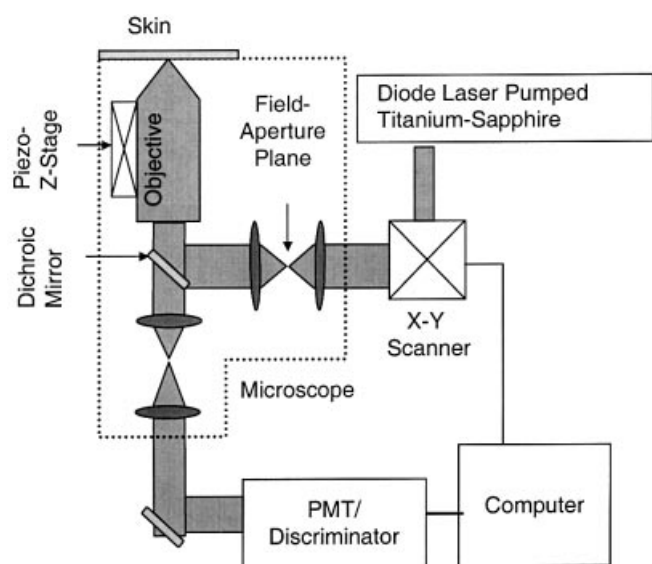 Skin
Diode Laser Pumped
Titanium-Sapphire
Field-
Aperture
Plane
Piezo-
Z-Stage
Objective
Dichroic
Mirror
X-Y
Scanner
Microscope
PMT/
Discriminator
Computer